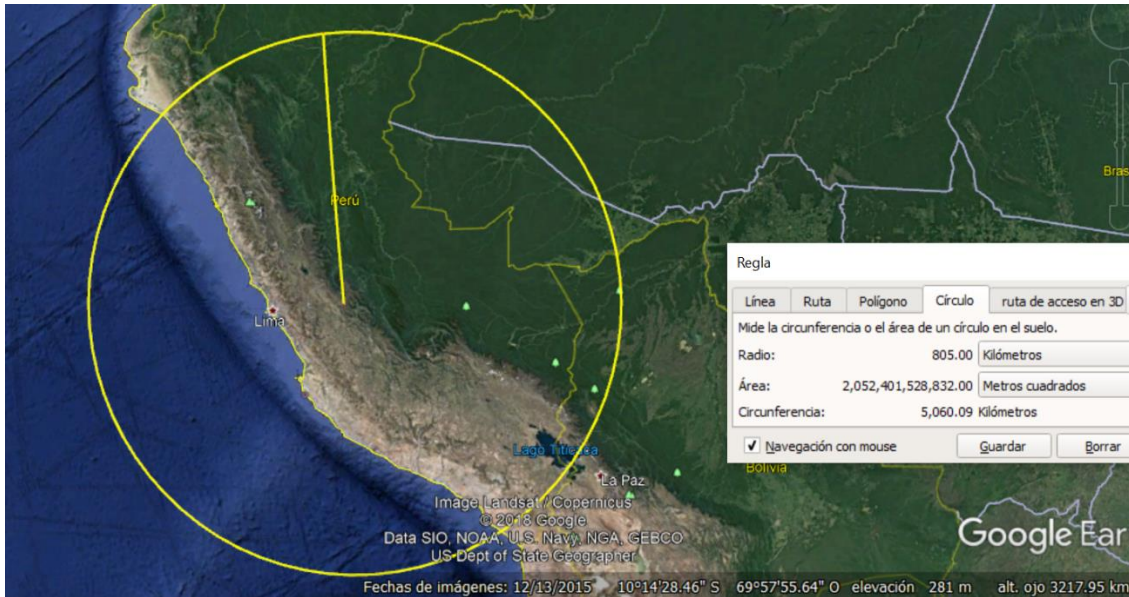 Perú
Bras
Lima
Regla
Línea Ruta Polígono Círculo ruta de acceso en 3D
Mide la circunferencia o el área de un círculo en el suelo.
Radio: 805.00 Kilómetros
Área: 2,052,401,528,832.00 Metros cuadrados
Circunferencia: 5,060.09 Kilómetros
Navegación con mouse Guardar Borrar
Lago Titicaca
Bolivia
La Paz
Image Landsat / Copernicus
© 2018 Google
Data SIO, NOAA, U.S. Navy, NGA, GEBCO
US Dept of State Geographer
Google Ear
Fechas de imágenes: 12/13/2015 10°14'28.46" S 69°57'55.64" O elevación 281 m alt. ojo 3217.95 km